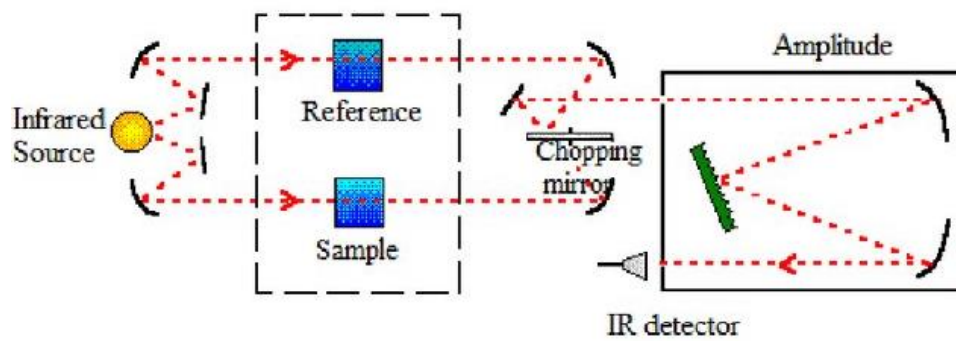 Amplitude
Infrared
Source
Reference
Chopping
mirror
Sample
IR detector